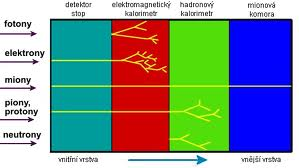 detektor stop
elektromagnetický kalorimetr
hadronový kalorimetr
mionová komora
fotony
elektrony
miony
piony, protony
neutrony
vnitřní vrstva
vnější vrstva